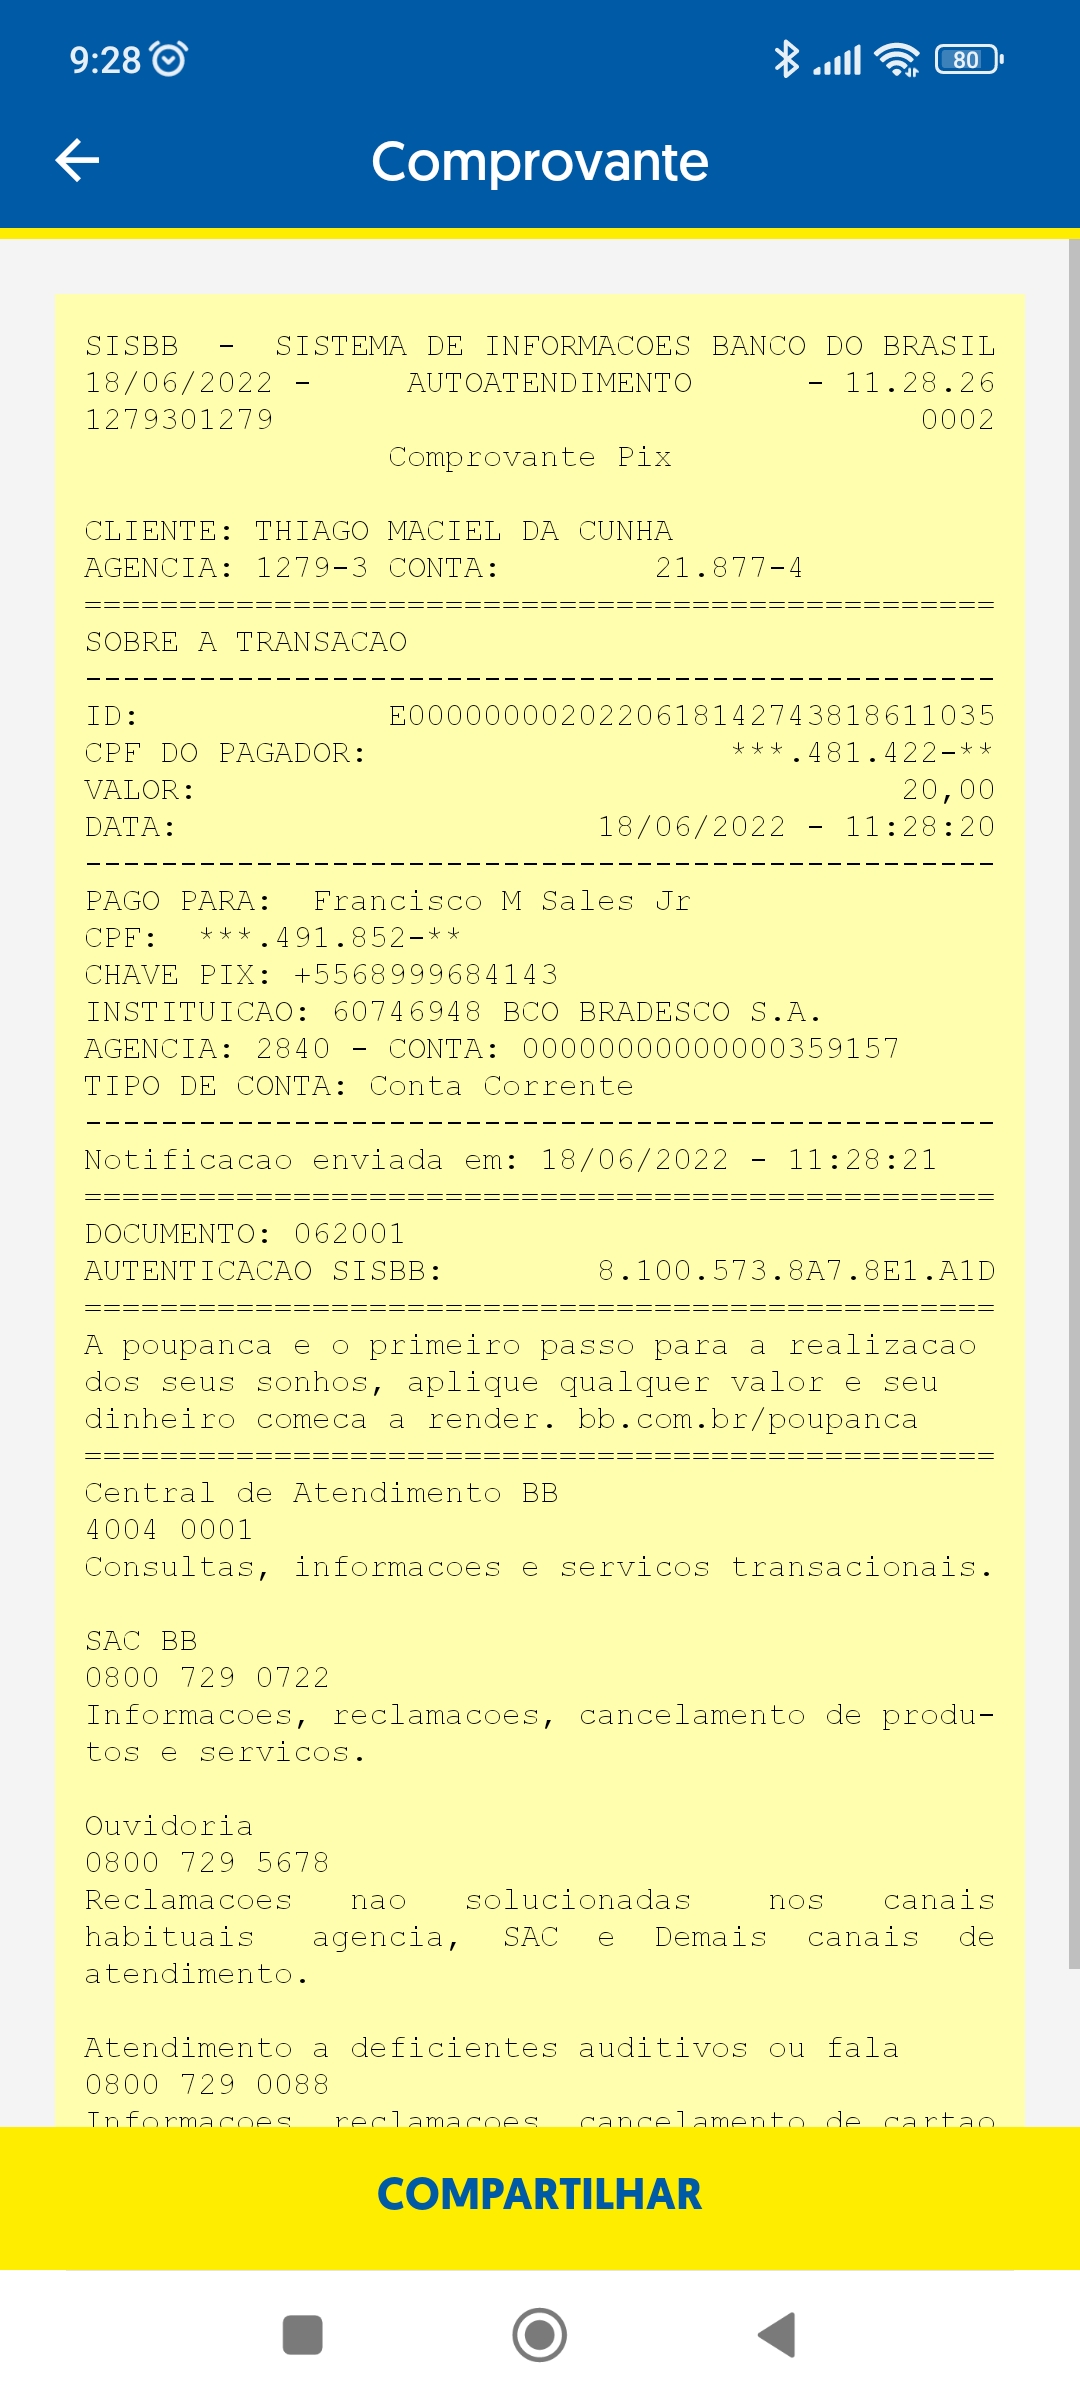 9:28
80
Comprovante
SISBB - SISTEMA DE INFORMACOES BANCO DO BRASIL
18/06/2022 - AUTOATENDIMENTO - 11.28.26
1279301279 0002
Comprovante Pix
CLIENTE: THIAGO MACIEL DA CUNHA
AGENCIA: 1279-3 CONTA: 21.877-4
================================================
SOBRE A TRANSACAO
------------------------------------------------
ID: E0000000020220618142743818611035
CPF DO PAGADOR: ***.481.422-**
VALOR: 20,00
DATA: 18/06/2022 - 11:28:20
------------------------------------------------
PAGO PARA: Francisco M Sales Jr
CPF: ***.491.852-**
CHAVE PIX: +5568999684143
INSTITUICAO: 60746948 BCO BRADESCO S.A.
AGENCIA: 2840 - CONTA: 00000000000000359157
TIPO DE CONTA: Conta Corrente
------------------------------------------------
Notificacao enviada em: 18/06/2022 - 11:28:21
================================================
DOCUMENTO: 062001
AUTENTICACAO SISBB: 8.100.573.8A7.8E1.A1D
================================================
A poupanca e o primeiro passo para a realizacao
dos seus sonhos, aplique qualquer valor e seu
dinheiro comeca a render. bb.com.br/poupanca
================================================
Central de Atendimento BB
4004 0001
Consultas, informacoes e servicos transacionais.
SAC BB
0800 729 0722
Informacoes, reclamacoes, cancelamento de produ-
tos e servicos.
Ouvidoria
0800 729 5678
Reclamacoes nao solucionadas nos canais
habituais agencia, SAC e Demais canais de
atendimento.
Atendimento a deficientes auditivos ou fala
0800 729 0088
Informacoes, reclamacoes, cancelamento de cartao
COMPARTILHAR